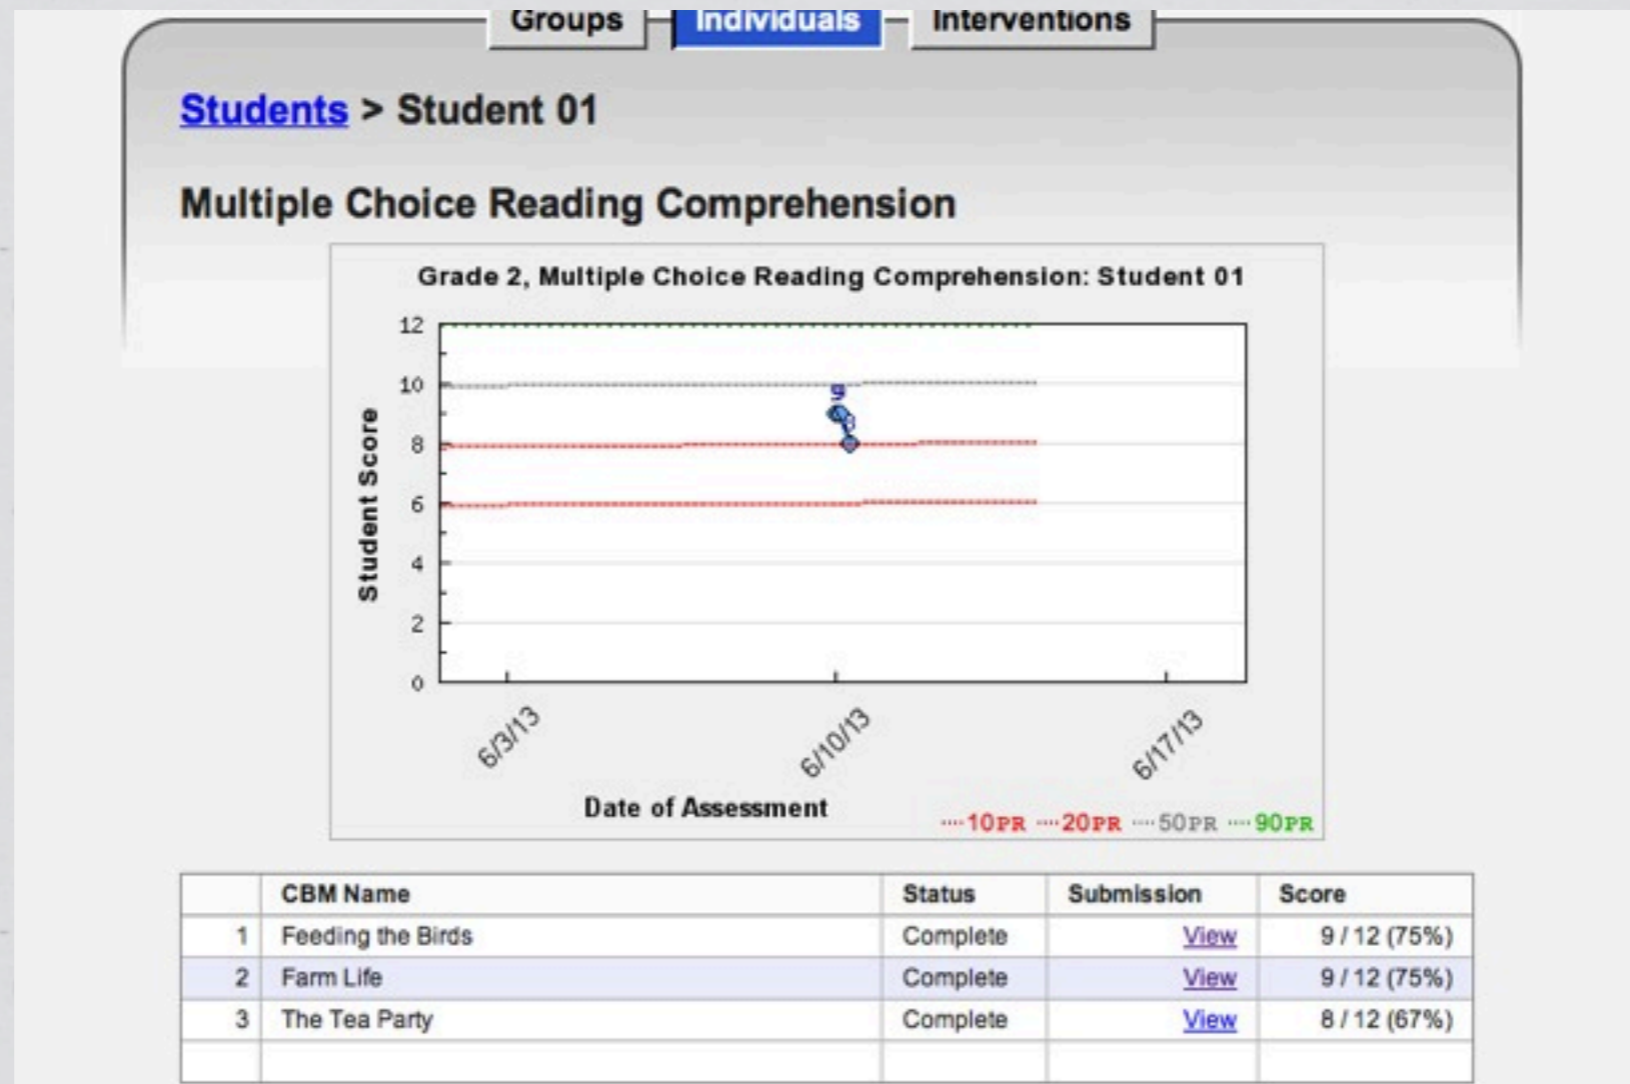 Groups Individuals Interventions
Students > Student 01
Multiple Choice Reading Comprehension
Grade 2, Multiple Choice Reading Comprehension: Student 01
12
10
9
8
8
6
4
2
0
Student Score
6/3/13 6/10/13 6/17/13
Date of Assessment
10PR 20PR 50PR 90PR
CBM Name Status Submission Score
1 Feeding the Birds Complete View 9 / 12 (75%)
2 Farm Life Complete View 9 / 12 (75%)
3 The Tea Party Complete View 8 / 12 (67%)